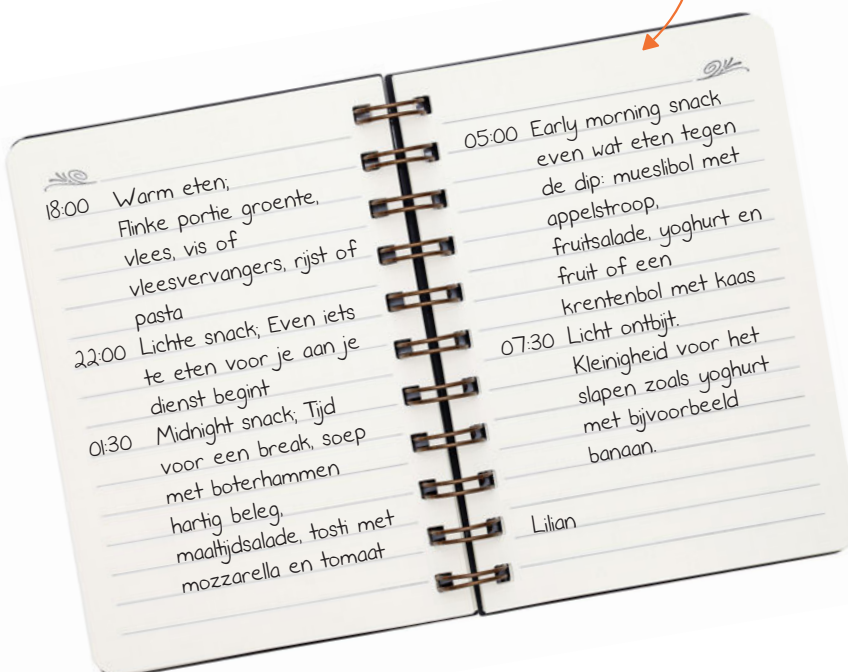 18:00 Warm eten;
Flinke portie groente,
vlees, vis of
vleesvervangers, rijst of
pasta
22:00 Lichte snack; Even iets
te eten voor je aan je
dienst begint
01:30 Midnight snack; Tijd
voor een break, soep
met boterhammen
hartig beleg,
maaltijdsalade, tosti met
mozzarella en tomaat
05:00 Early morning snack
even wat eten tegen
de dip: mueslibol met
appelstroop,
fruitsalade, yoghurt en
fruit of een
krentenbol met kaas
07:30 Licht ontbijt.
Kleinigheid voor het
slapen zoals yoghurt
met bijvoorbeeld
banaan.
Lilian